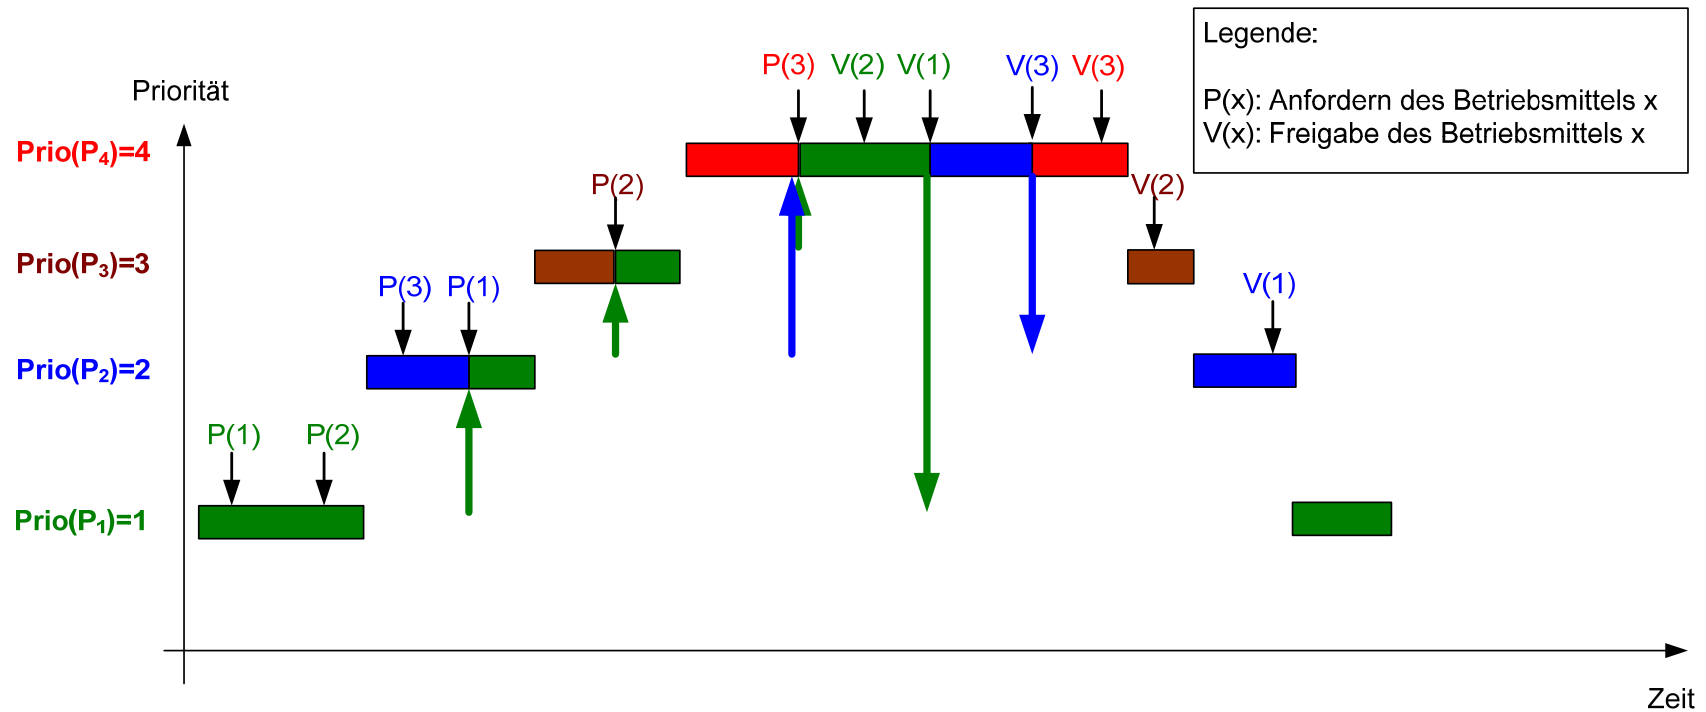 Legende:
P(x): Anfordern des Betriebsmittels x
V(x): Freigabe des Betriebsmittels x
Priorität
P(3) V(2) V(1) V(3) V(3)
Prio(P₄)=4
P(2) V(2)
Prio(P₃)=3
P(3) P(1) V(1)
Prio(P₂)=2
P(1) P(2)
Prio(P₁)=1
Zeit